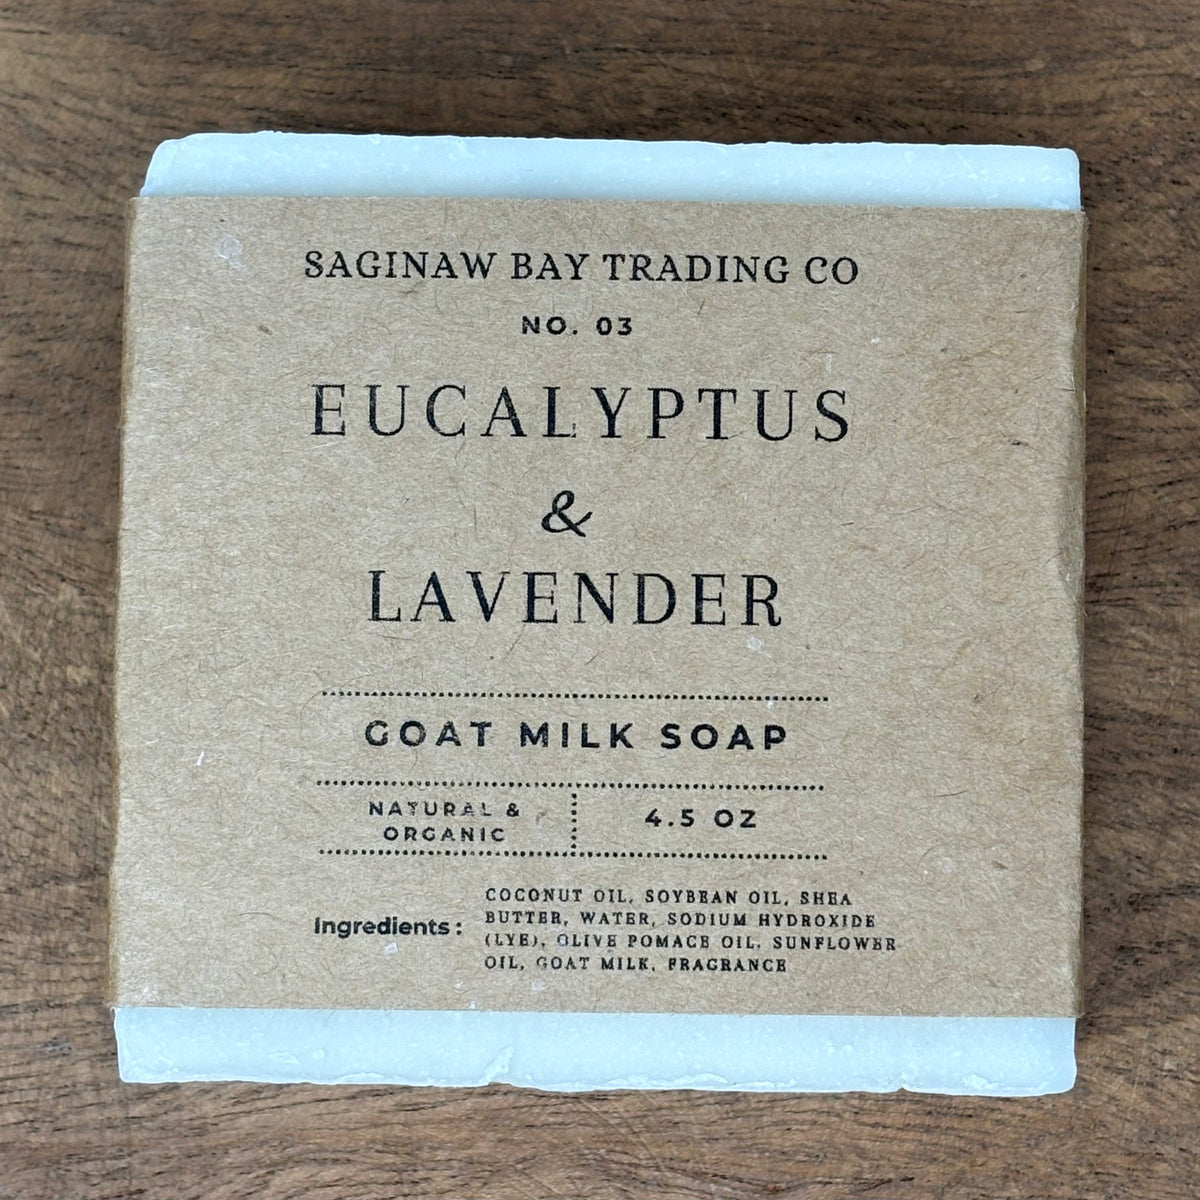 SAGINAW BAY TRADING CO
NO. 03
EUCALYPTUS
&
LAVENDER
GOAT MILK SOAP
NATURAL &
ORGANIC
4.5 OZ
Ingredients:
COCONUT OIL, SOYBEAN OIL, SHEA
BUTTER, WATER, SODIUM HYDROXIDE
(LYE), OLIVE POMACE OIL, SUNFLOWER
OIL, GOAT MILK, FRAGRANCE